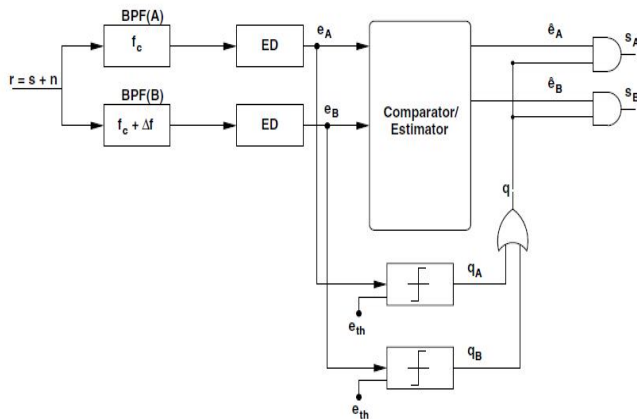 BPF(A)
f_c
ED
e_A
r = s + n
BPF(B)
f_c + Δf
ED
e_B
Comparator/
Estimator
ê_A
s_A
ê_B
s_B
q
q_A
e_th
q_B
e_th